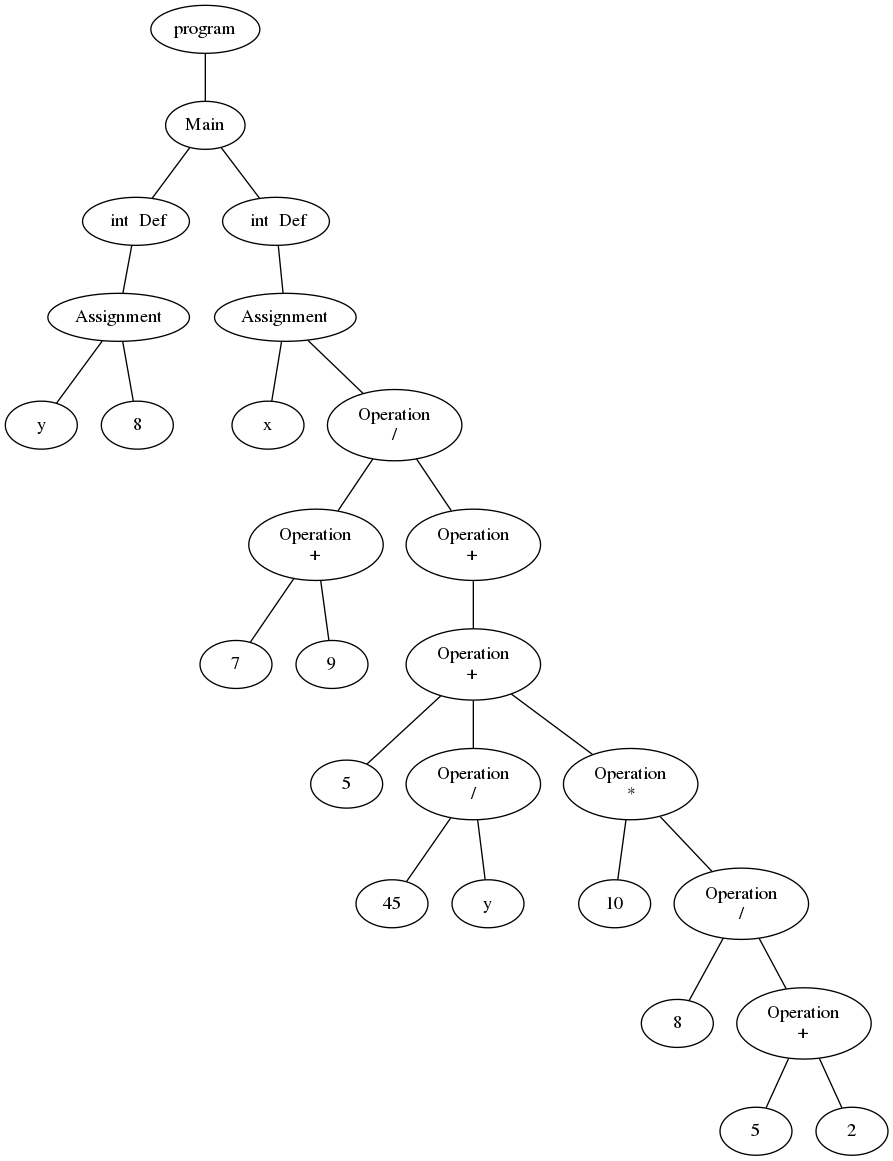 program
Main
int Def
int Def
Assignment
Assignment
y
8
x
Operation
/
Operation
+
Operation
+
7
9
Operation
+
5
Operation
/
Operation
*
45
y
10
Operation
/
8
Operation
+
5
2